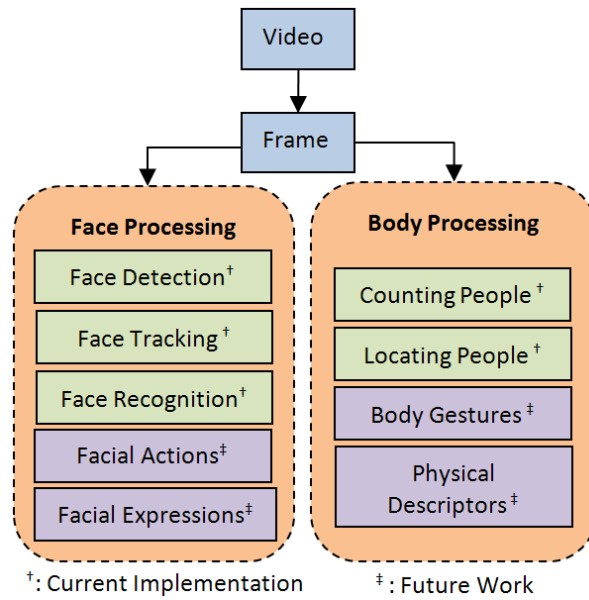 Video
Frame
Face Processing
Face Detection†
Face Tracking†
Face Recognition†
Facial Actions‡
Facial Expressions‡
Body Processing
Counting People†
Locating People†
Body Gestures‡
Physical
Descriptors‡
†: Current Implementation
‡: Future Work